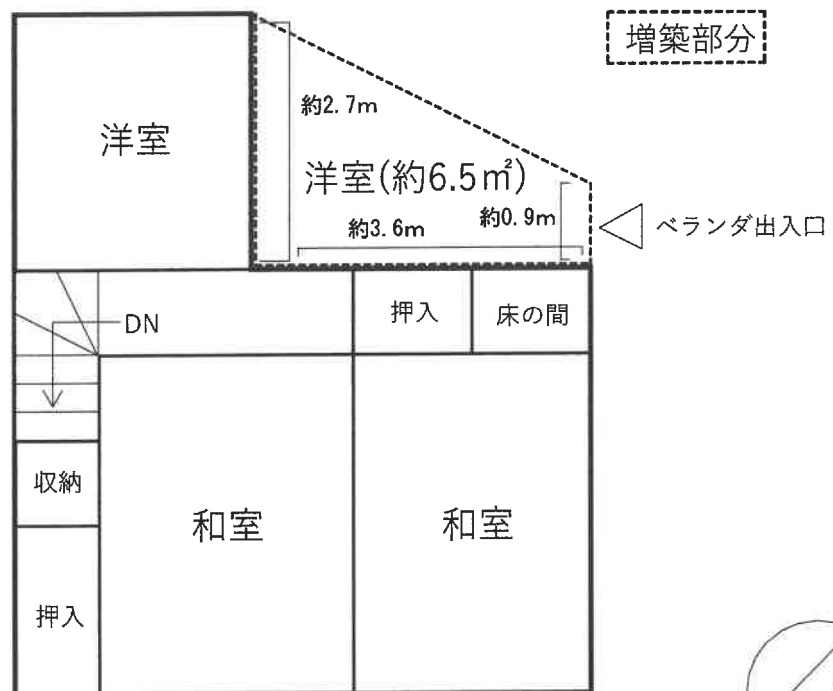 増築部分
約2.7m
洋室
洋室(約6.5㎡)
約3.6m
約0.9m
ベランダ出入口
DN
押入
床の間
収納
和室
和室
押入